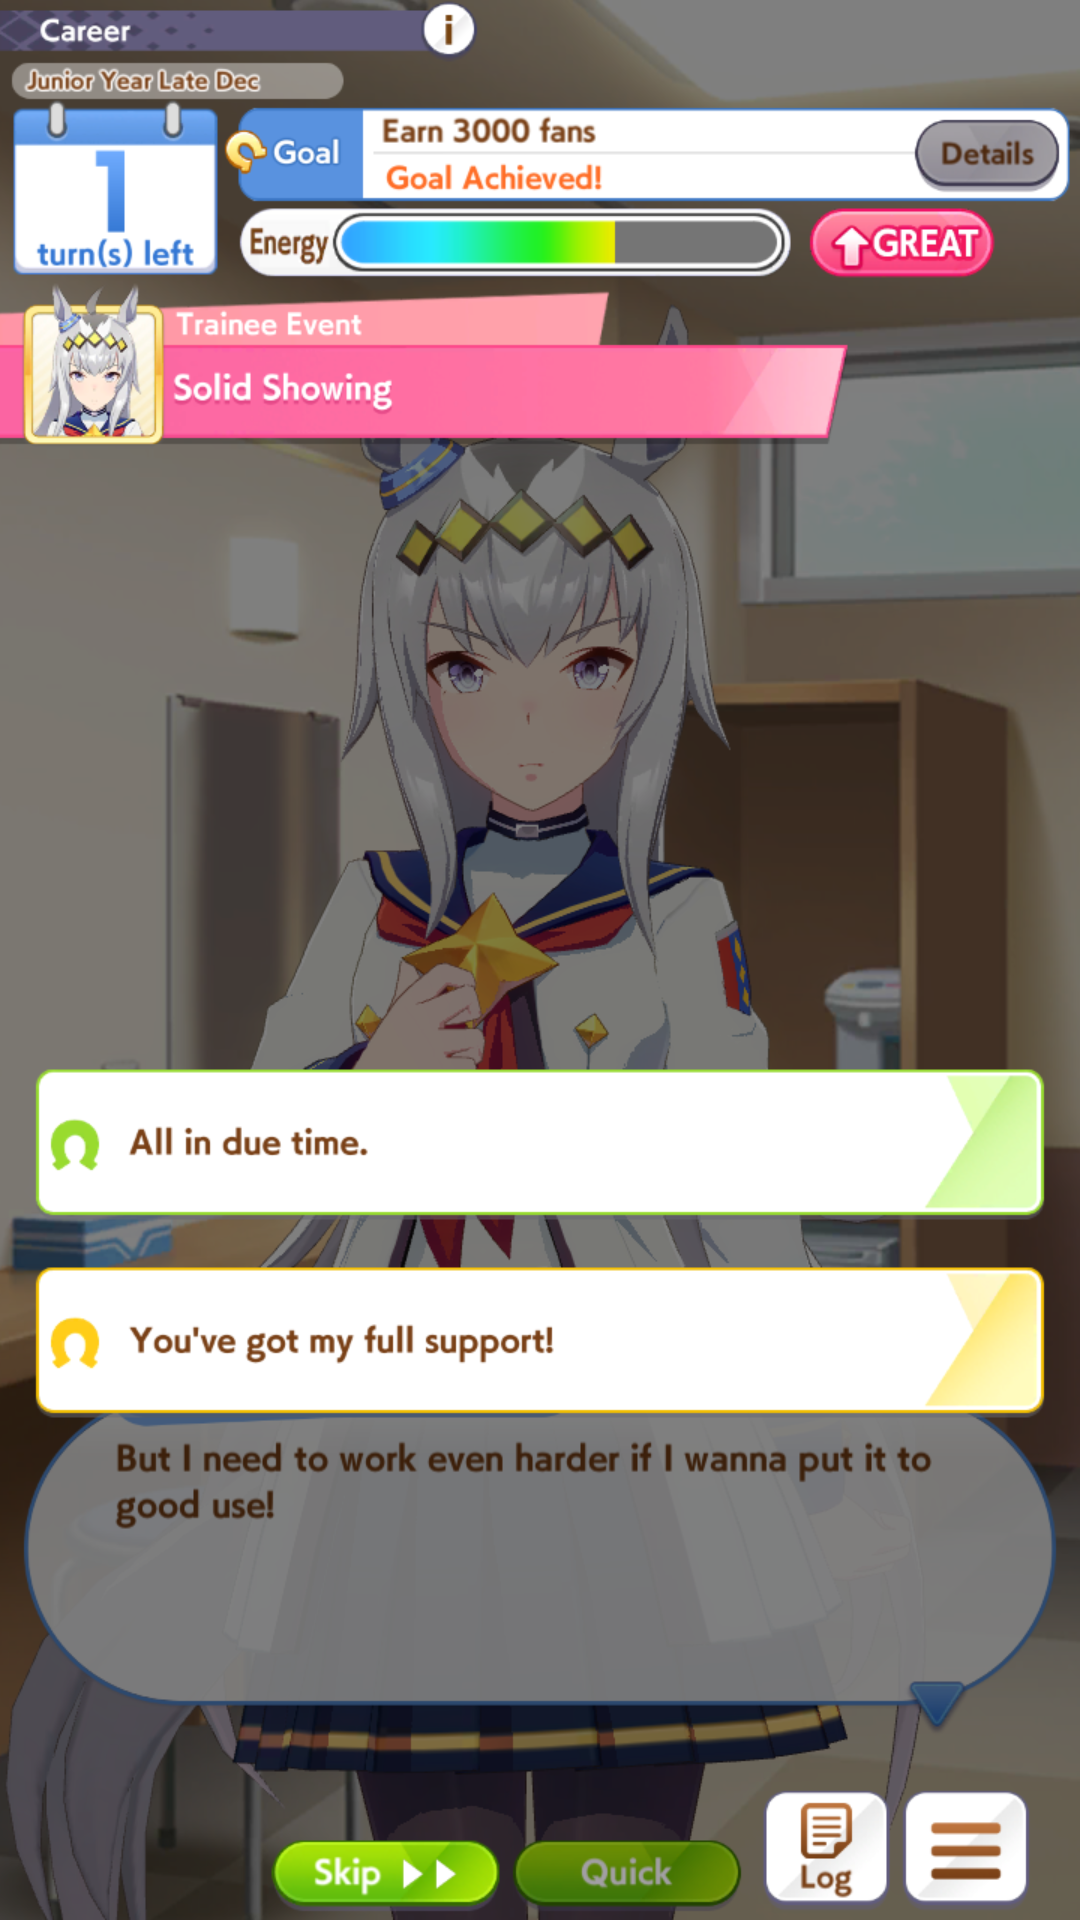 Career
i
Junior Year Late Dec
1
turn(s) left
Goal
Earn 3000 fans
Goal Achieved!
Details
Energy
GREAT
Trainee Event
Solid Showing
All in due time.
You've got my full support!
But I need to work even harder if I wanna put it to
good use!
Skip
Quick
Log